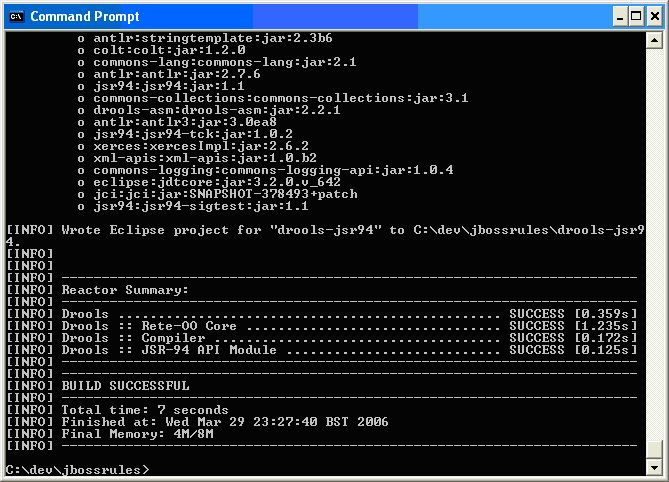 Command Prompt
o antlr:stringtemplate:jar:2.3b6
o colt:colt:jar:1.2.0
o commons-lang:commons-lang:jar:2.1
o antlr:antlr:jar:2.7.6
o jsr94:jsr94:jar:1.1
o commons-collections:commons-collections:jar:3.1
o drools-asm:drools-asm:jar:2.2.1
o antlr:antlr3:jar:3.0ea8
o jsr94:jsr94-tck:jar:1.0.2
o xerces:xercesImpl:jar:2.6.2
o xml-apis:xml-apis:jar:1.0.b2
o commons-logging:commons-logging-api:jar:1.0.4
o eclipse:jdtcore:jar:3.2.0.v_642
o jci:jci:jar:SNAPSHOT-378493+patch
o jsr94:jsr94-sigtest:jar:1.1
[INFO] Wrote Eclipse project for "drools-jsr94" to C:\dev\jbossrules\drools-jsr9
4.
[INFO]
[INFO]
[INFO] ------------------------------------------------------------------------
[INFO] Reactor Summary:
[INFO] ------------------------------------------------------------------------
[INFO] Drools ................................................ SUCCESS [0.359s]
[INFO] Drools :: Rete-OO Core ................................ SUCCESS [1.235s]
[INFO] Drools :: Compiler .................................... SUCCESS [0.172s]
[INFO] Drools :: JSR-94 API Module ........................... SUCCESS [0.125s]
[INFO] ------------------------------------------------------------------------
[INFO] ------------------------------------------------------------------------
[INFO] BUILD SUCCESSFUL
[INFO] ------------------------------------------------------------------------
[INFO] Total time: 7 seconds
[INFO] Finished at: Wed Mar 29 23:27:40 BST 2006
[INFO] Final Memory: 4M/8M
[INFO] ------------------------------------------------------------------------
C:\dev\jbossrules>